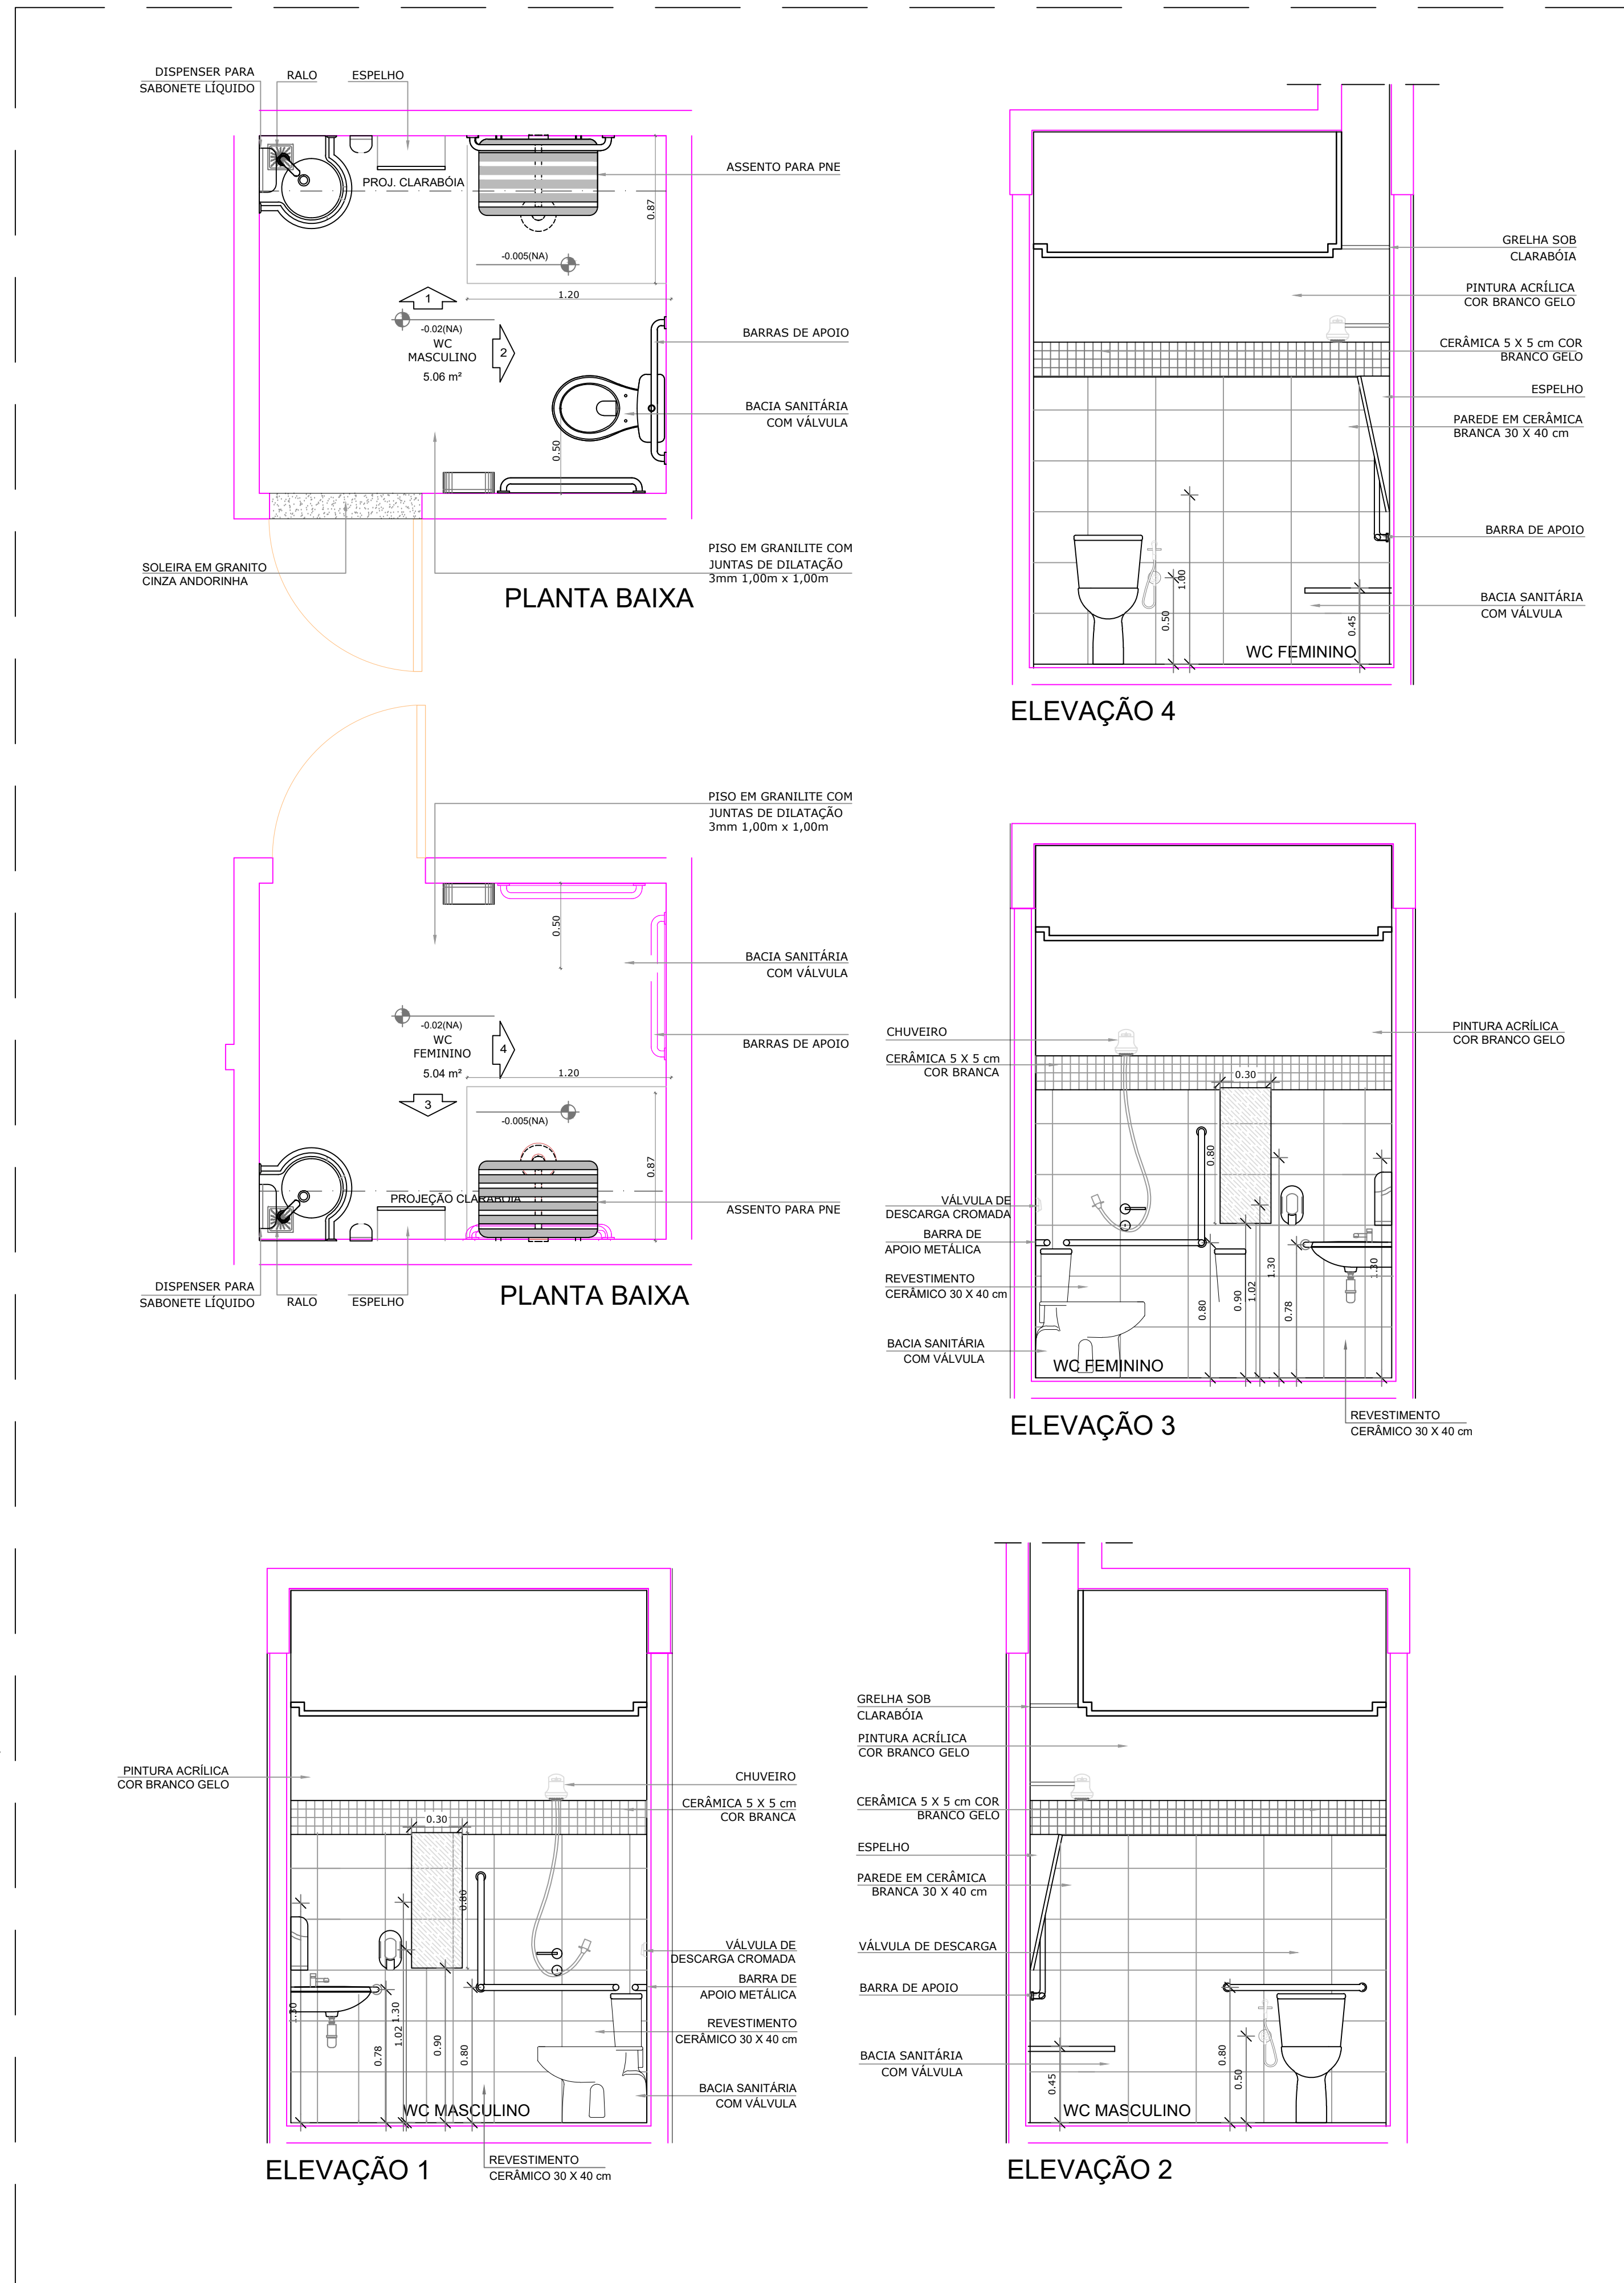 DISPENSER PARA
SABONETE LÍQUIDO
RALO
ESPELHO
PROJ. CLARABÓIA
ASSENTO PARA PNE
0.87
-0.005(NA)
1.20
1
-0.02(NA)
WC
MASCULINO
5.06 m²
2
BARRAS DE APOIO
BACIA SANITÁRIA
COM VÁLVULA
0.50
SOLEIRA EM GRANITO
CINZA ANDORINHA
PISO EM GRANILITE COM
JUNTAS DE DILATAÇÃO
3mm 1,00m x 1,00m
PLANTA BAIXA
GRELHA SOB
CLARABÓIA
PINTURA ACRÍLICA
COR BRANCO GELO
CERÂMICA 5 X 5 cm COR
BRANCO GELO
ESPELHO
PAREDE EM CERÂMICA
BRANCA 30 X 40 cm
BARRA DE APOIO
BACIA SANITÁRIA
COM VÁLVULA
0.50
1.00
0.45
WC FEMININO
ELEVAÇÃO 4
PISO EM GRANILITE COM
JUNTAS DE DILATAÇÃO
3mm 1,00m x 1,00m
0.50
BACIA SANITÁRIA
COM VÁLVULA
-0.02(NA)
WC
FEMININO
5.04 m²
4
3
BARRAS DE APOIO
1.20
-0.005(NA)
0.87
PROJEÇÃO CLARABÓIA
ASSENTO PARA PNE
DISPENSER PARA
SABONETE LÍQUIDO
RALO
ESPELHO
PLANTA BAIXA
CHUVEIRO
CERÂMICA 5 X 5 cm
COR BRANCA
PINTURA ACRÍLICA
COR BRANCO GELO
0.30
0.80
VÁLVULA DE
DESCARGA CROMADA
BARRA DE
APOIO METÁLICA
REVESTIMENTO
CERÂMICO 30 X 40 cm
BACIA SANITÁRIA
COM VÁLVULA
0.80
0.90
1.02
1.30
0.78
1.30
WC FEMININO
REVESTIMENTO
CERÂMICO 30 X 40 cm
ELEVAÇÃO 3
PINTURA ACRÍLICA
COR BRANCO GELO
CHUVEIRO
CERÂMICA 5 X 5 cm
COR BRANCA
0.30
0.80
VÁLVULA DE
DESCARGA CROMADA
BARRA DE
APOIO METÁLICA
REVESTIMENTO
CERÂMICO 30 X 40 cm
BACIA SANITÁRIA
COM VÁLVULA
1.30
0.78
1.02
1.30
0.90
0.80
WC MASCULINO
REVESTIMENTO
CERÂMICO 30 X 40 cm
ELEVAÇÃO 1
GRELHA SOB
CLARABÓIA
PINTURA ACRÍLICA
COR BRANCO GELO
CERÂMICA 5 X 5 cm COR
BRANCO GELO
ESPELHO
PAREDE EM CERÂMICA
BRANCA 30 X 40 cm
VÁLVULA DE DESCARGA
BARRA DE APOIO
BACIA SANITÁRIA
COM VÁLVULA
0.45
0.80
0.50
WC MASCULINO
ELEVAÇÃO 2